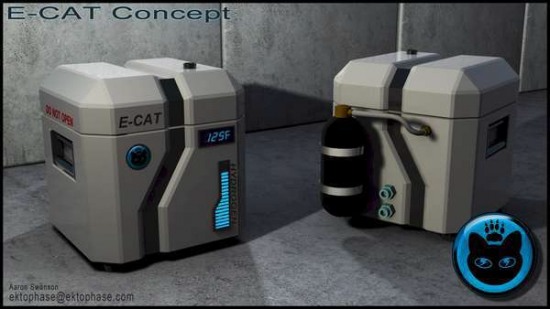 E-CAT Concept
DO NOT OPEN
E-CAT
125F
Aaron Swanson
ektophase@ektophase.com